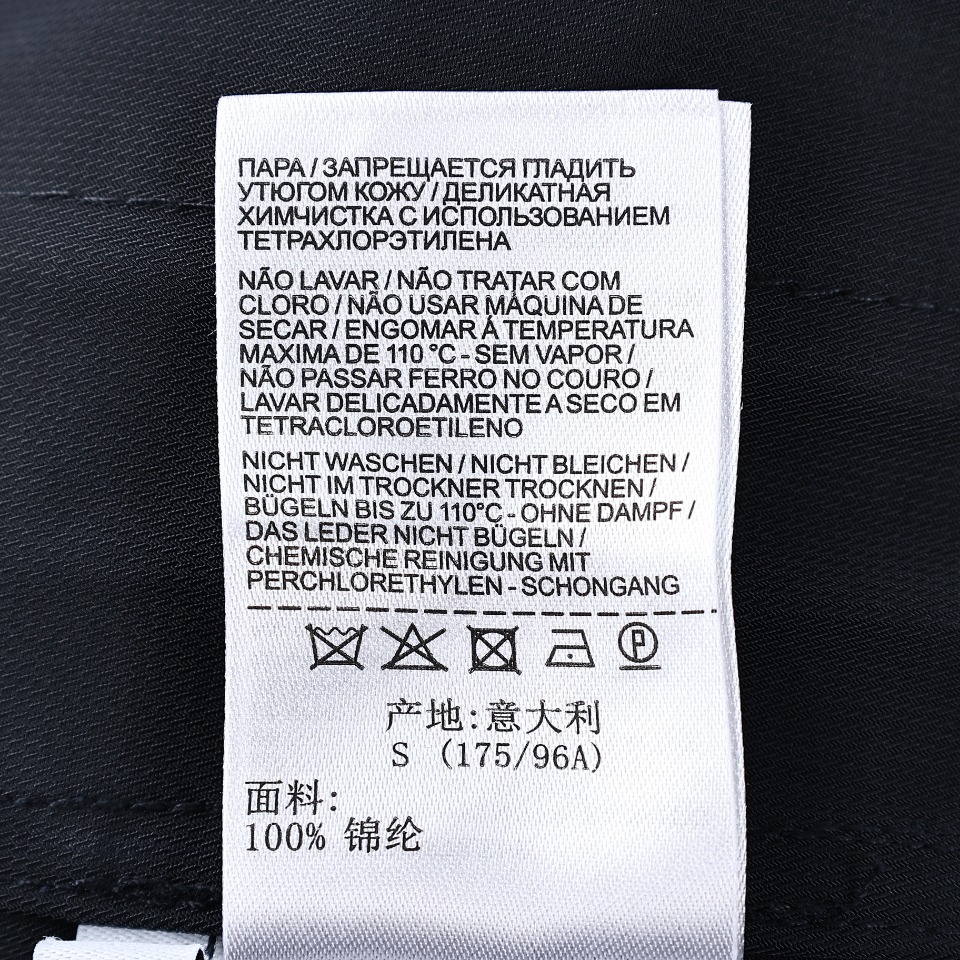 ПАРА / ЗАПРЕЩАЕТСЯ ГЛАДИТЬ
УТЮГОМ КОЖУ / ДЕЛИКАТНАЯ
ХИМЧИСТКА С ИСПОЛЬЗОВАНИЕМ
ТЕТРАХЛОРЭТИЛЕНА
NÃO LAVAR / NÃO TRATAR COM
CLORO / NÃO USAR MÁQUINA DE
SECAR / ENGOMAR Á TEMPERATURA
MAXIMA DE 110 °C - SEM VAPOR /
NÃO PASSAR FERRO NO COURO /
LAVAR DELICADAMENTE A SECO EM
TETRACLOROETILENO
NICHT WASCHEN / NICHT BLEICHEN /
NICHT IM TROCKNER TROCKNEN /
BÜGELN BIS ZU 110°C - OHNE DAMPF /
DAS LEDER NICHT BÜGELN /
CHEMISCHE REINIGUNG MIT
PERCHLORETHYLEN - SCHONGANG
P
产地:意大利
S (175/96A)
面料:
100% 锦纶